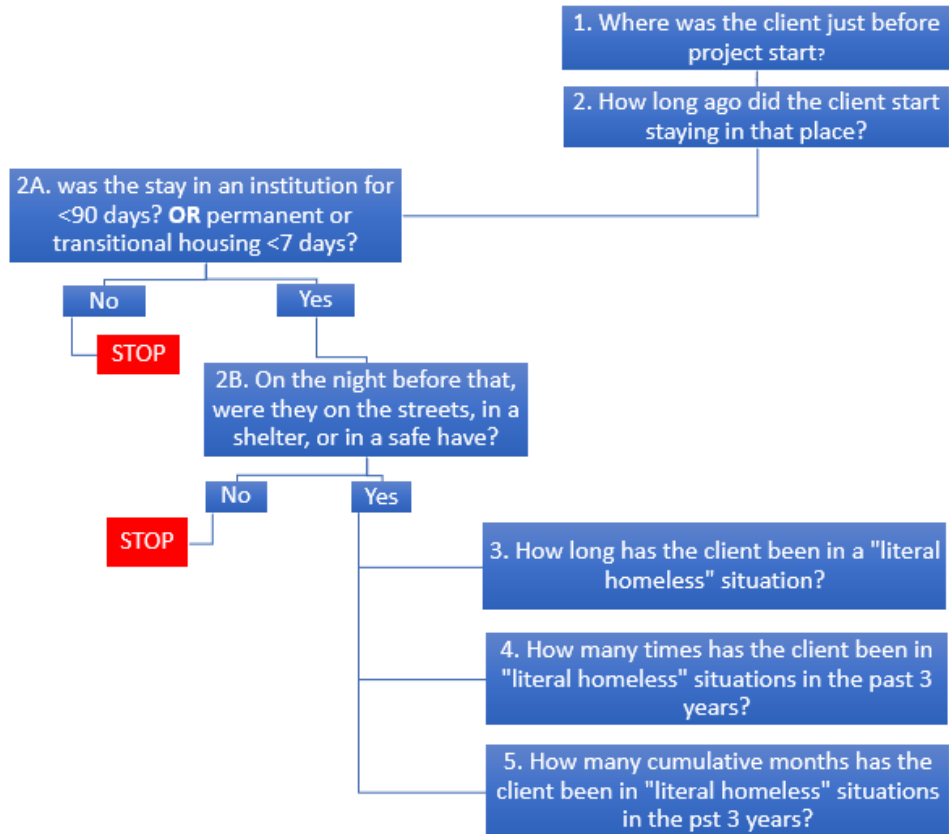 1. Where was the client just before
project start?
2. How long ago did the client start
staying in that place?
2A. was the stay in an institution for
<90 days? OR permanent or
transitional housing <7 days?
No
Yes
STOP
2B. On the night before that,
were they on the streets, in a
shelter, or in a safe have?
No
Yes
STOP
3. How long has the client been in a "literal
homeless" situation?
4. How many times has the client been in
"literal homeless" situations in the past 3
years?
5. How many cumulative months has the
client been in "literal homeless" situations
in the pst 3 years?